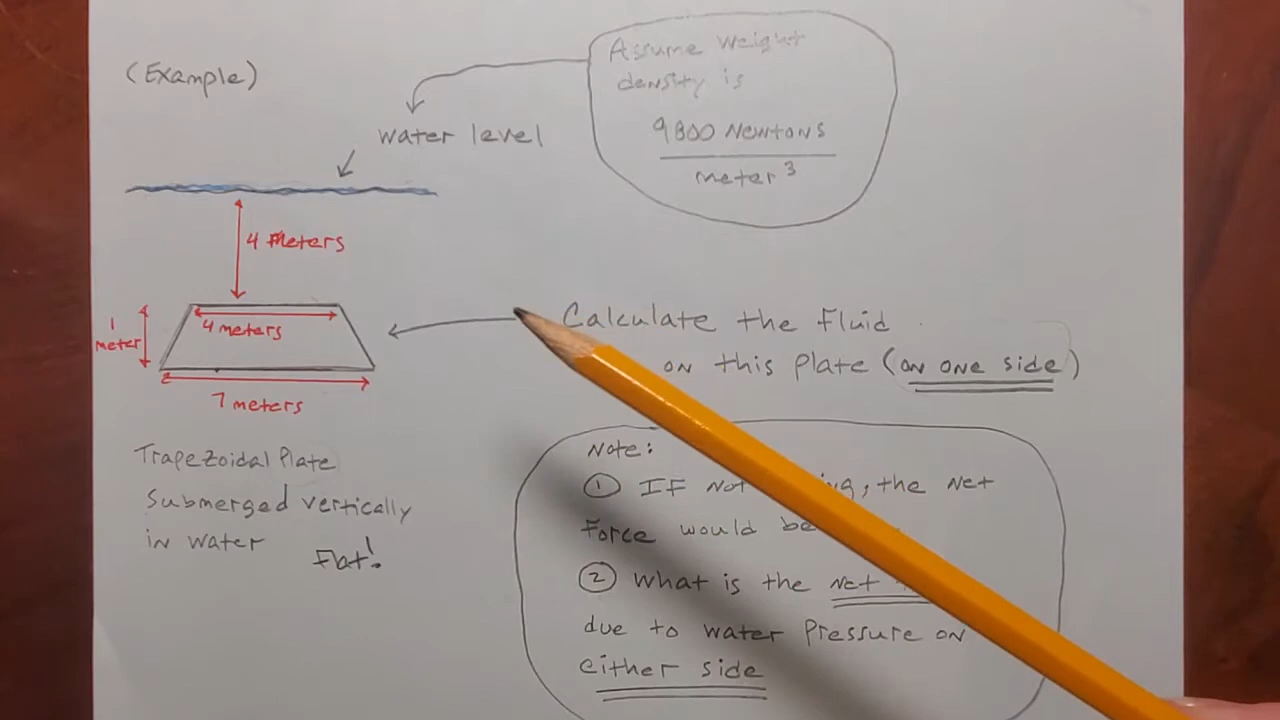 (Example)
Assume weight
density is
9800 Newtons
meter³
water level
4 meters
1
meter
4 meters
7 meters
Calculate the Fluid
on this plate (on one side)
Trapezoidal Plate
submerged vertically
in water
Flat!
Note:
① IF Not the Net
Force would be
② What is the Net
due to water pressure on
either side